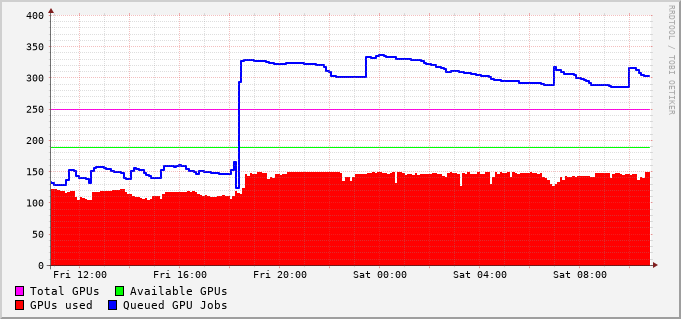 400
350
300
250
200
150
100
50
0
Fri 12:00 Fri 16:00 Fri 20:00 Sat 00:00 Sat 04:00 Sat 08:00
Total GPUs Available GPUs
GPUs used Queued GPU Jobs
RRDTOOL / TOBI OETIKER